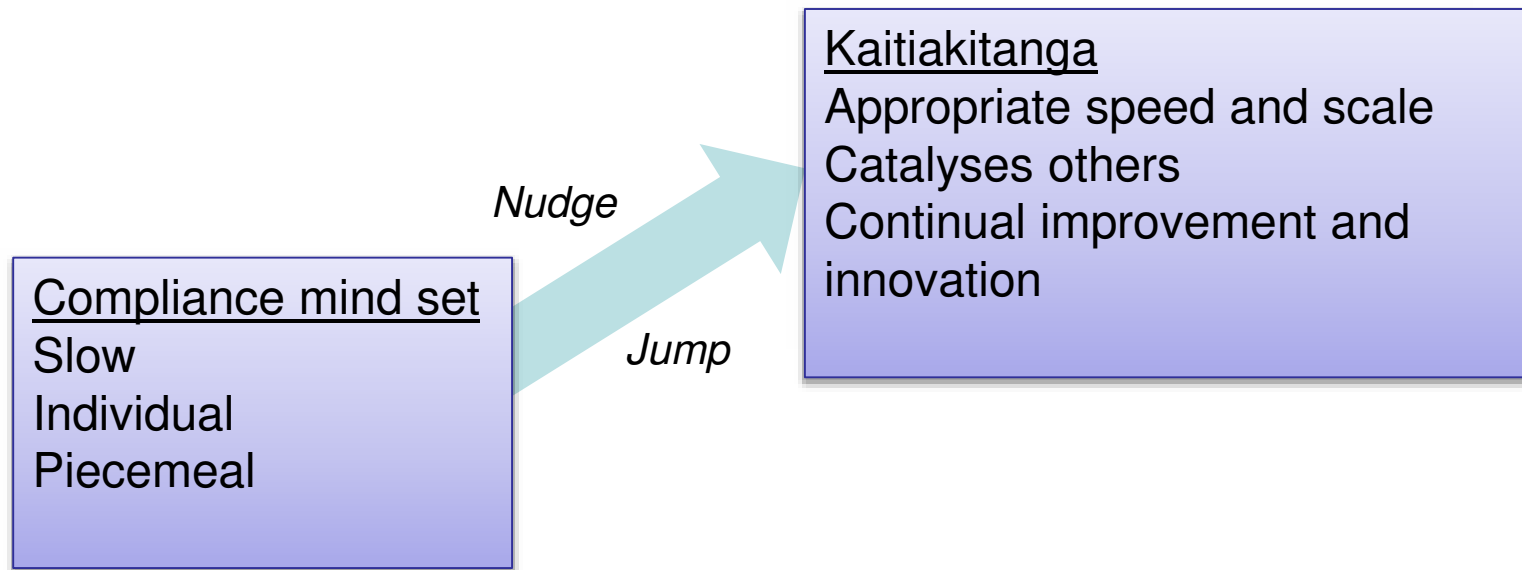 Kaitiakitanga
Appropriate speed and scale
Catalyses others
Continual improvement and
innovation
Nudge
Jump
Compliance mind set
Slow
Individual
Piecemeal